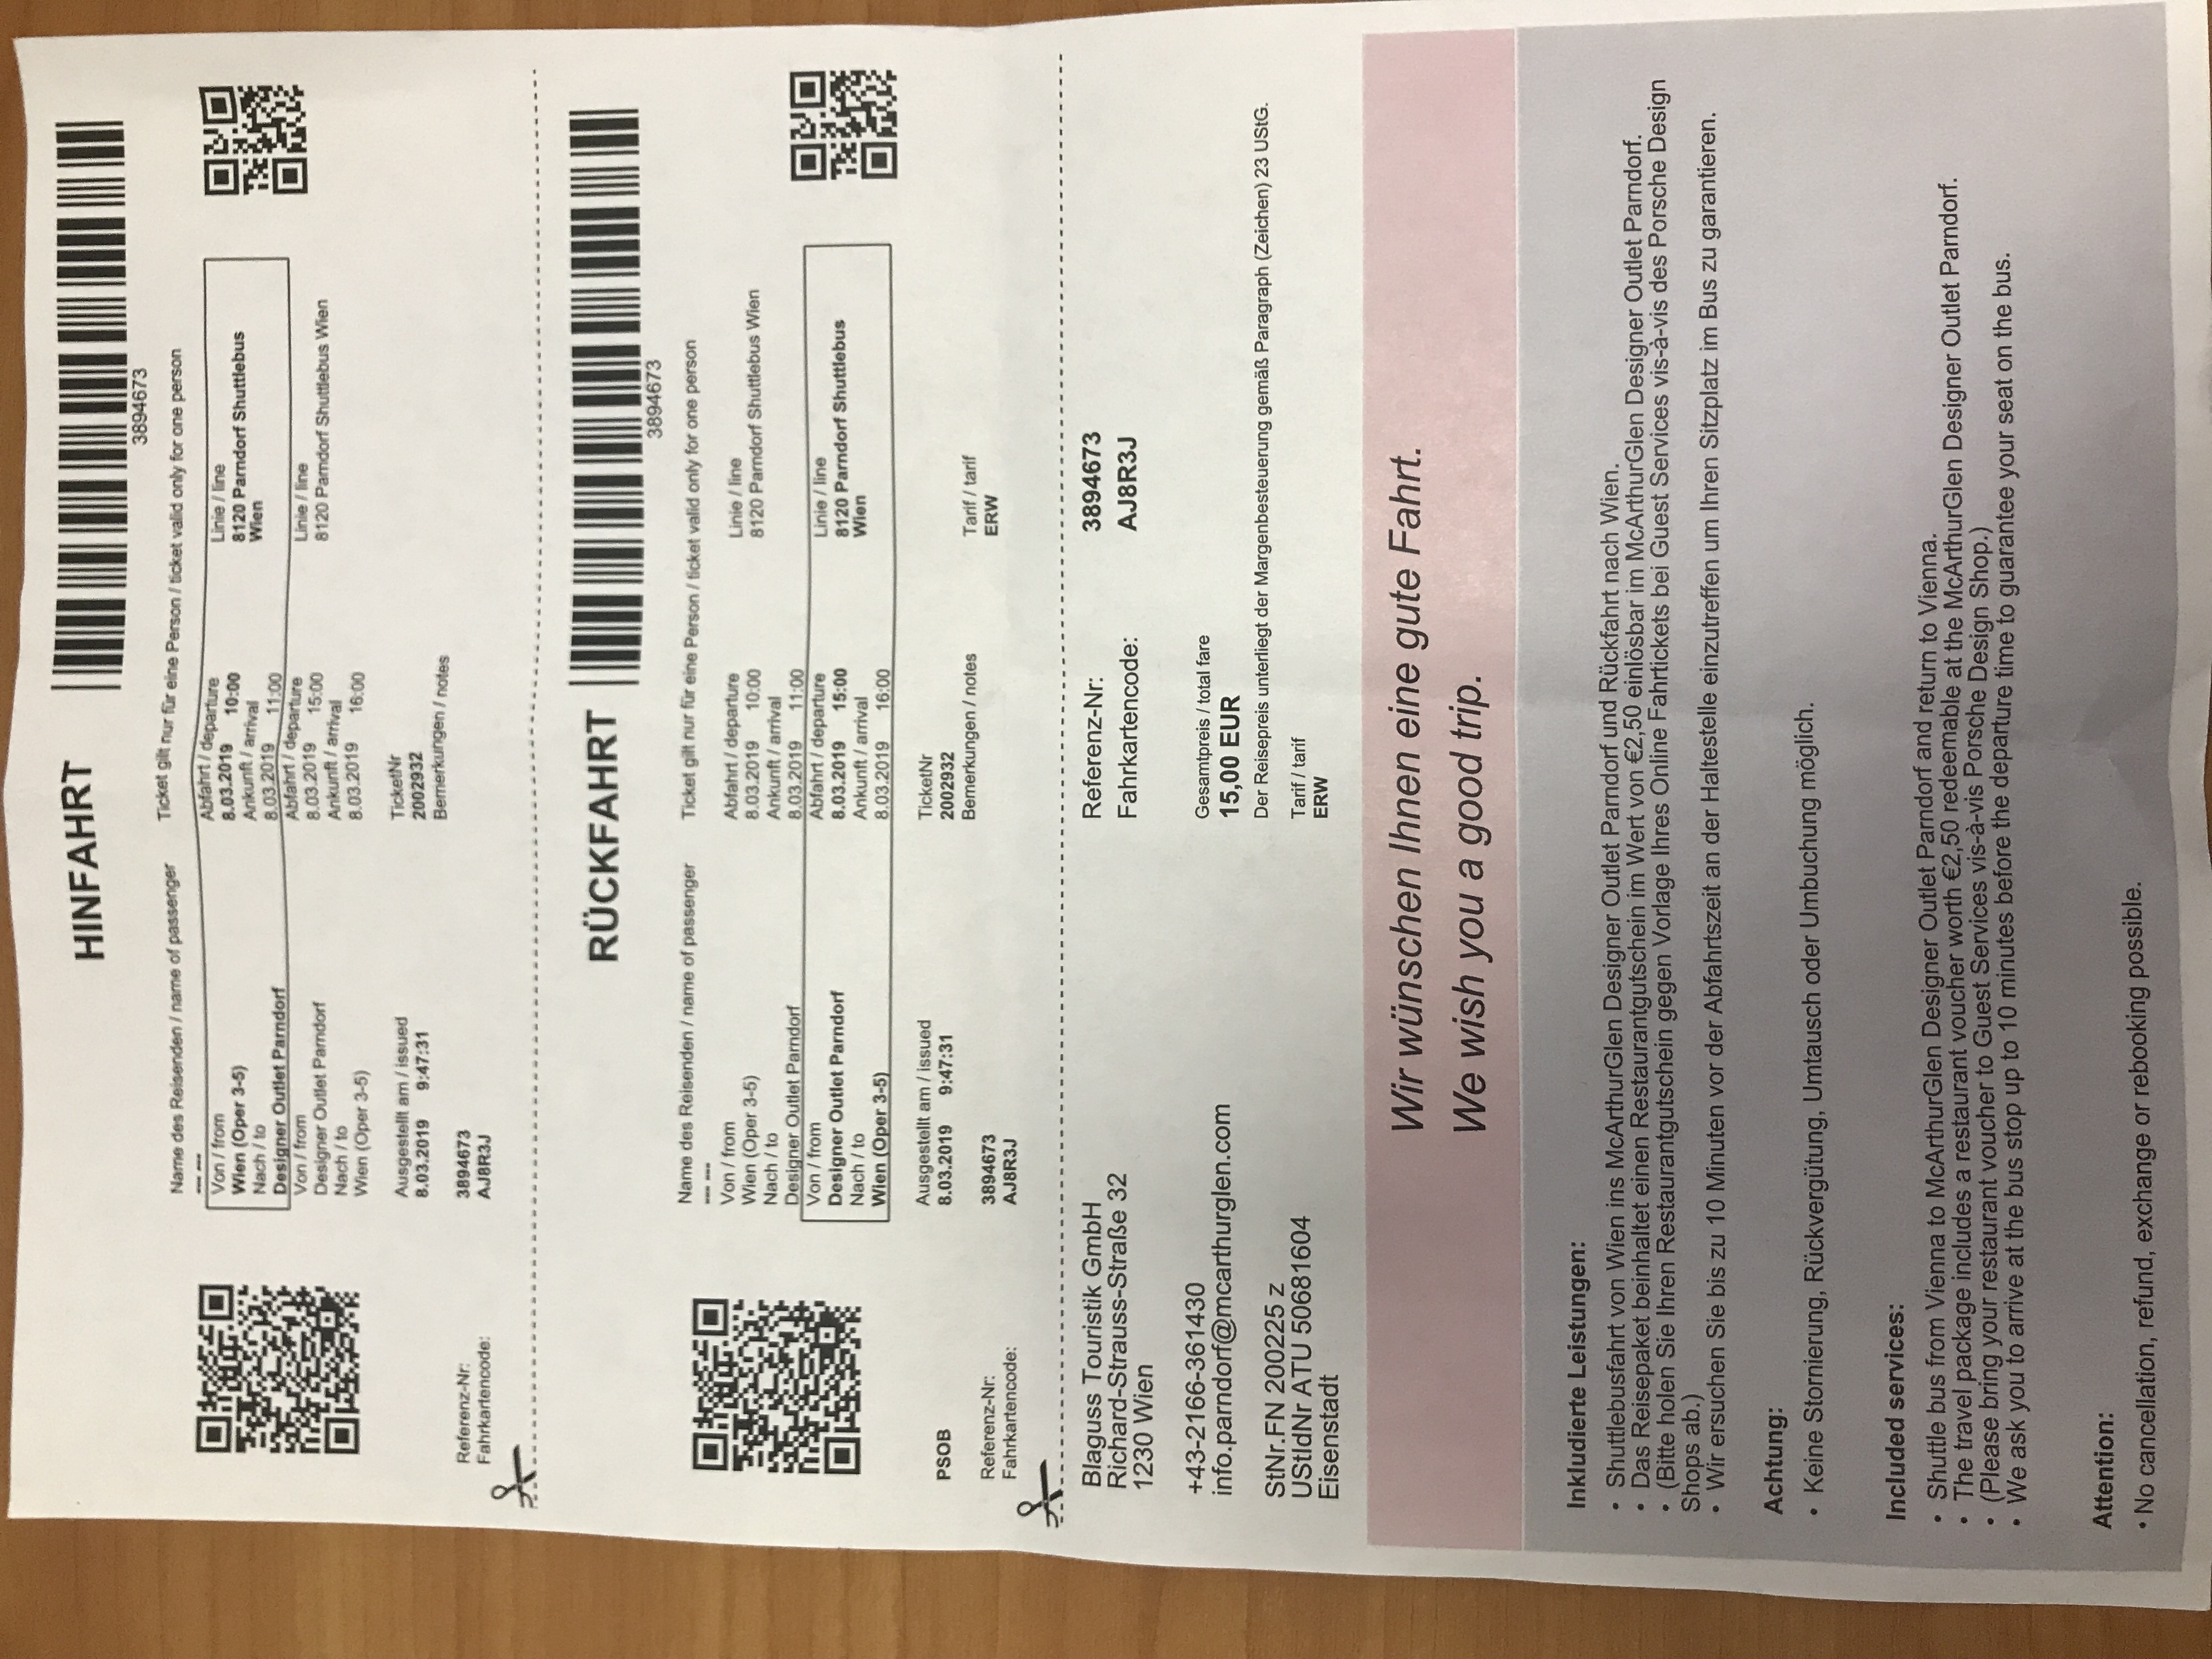 HINFAHRT
3894673
Name des Reisenden / name of passenger Ticket gilt nur für eine Person / ticket valid only for one person
--- ---
Von / from Abfahrt / departure Linie / line
Wien (Oper 3-5) 8.03.2019 10:00 8120 Parndorf Shuttlebus
Nach / to Ankunft / arrival Wien
Designer Outlet Parndorf 8.03.2019 11:00
Von / from Abfahrt / departure Linie / line
Designer Outlet Parndorf 8.03.2019 15:00 8120 Parndorf Shuttlebus Wien
Nach / to Ankunft / arrival
Wien (Oper 3-5) 8.03.2019 16:00
Ausgestellt am / issued TicketNr
8.03.2019 9:47:31 20002932
Bemerkungen / notes
Referenz-Nr: 3894673
Fahrkartencode: AJ8R3J
RÜCKFAHRT
3894673
Name des Reisenden / name of passenger Ticket gilt nur für eine Person / ticket valid only for one person
--- ---
Von / from Abfahrt / departure Linie / line
Wien (Oper 3-5) 8.03.2019 10:00 8120 Parndorf Shuttlebus Wien
Nach / to Ankunft / arrival
Designer Outlet Parndorf 8.03.2019 11:00
Von / from Abfahrt / departure Linie / line
Designer Outlet Parndorf 8.03.2019 15:00 8120 Parndorf Shuttlebus
Nach / to Ankunft / arrival Wien
Wien (Oper 3-5) 8.03.2019 16:00
Ausgestellt am / issued TicketNr
PSOB 8.03.2019 9:47:31 20002932
Bemerkungen / notes Tarif / tarif
ERW
Referenz-Nr: 3894673
Fahrkartencode: AJ8R3J
Blaguss Touristik GmbH Referenz-Nr: 3894673
Richard-Strauss-Straße 32 Fahrkartencode: AJ8R3J
1230 Wien
+43-2166-361430 Gesamtpreis / total fare
info.parndorf@mcarthurglen.com 15,00 EUR
Der Reisepreis unterliegt der Margenbesteuerung gemäß Paragraph (Zeichen) 23 UStG.
StNr.FN 200225 z Tarif / tarif
UStIdNr ATU 50681604 ERW
Eisenstadt
Wir wünschen Ihnen eine gute Fahrt.
We wish you a good trip.
Inkludierte Leistungen:
• Shuttlebusfahrt von Wien ins McArthurGlen Designer Outlet Parndorf und Rückfahrt nach Wien.
• Das Reisepaket beinhaltet einen Restaurantgutschein im Wert von €2,50 einlösbar im McArthurGlen Designer Outlet Parndorf.
• (Bitte holen Sie Ihren Restaurantgutschein gegen Vorlage Ihres Online Fahrtickets bei Guest Services vis-à-vis des Porsche Design
Shops ab.)
• Wir ersuchen Sie bis zu 10 Minuten vor der Abfahrtszeit an der Haltestelle einzutreffen um Ihren Sitzplatz im Bus zu garantieren.
Achtung:
• Keine Stornierung, Rückvergütung, Umtausch oder Umbuchung möglich.
Included services:
• Shuttle bus from Vienna to McArthurGlen Designer Outlet Parndorf and return to Vienna.
• The travel package includes a restaurant voucher worth €2,50 redeemable at the McArthurGlen Designer Outlet Parndorf.
• (Please bring your restaurant voucher to Guest Services vis-à-vis Porsche Design Shop.)
• We ask you to arrive at the bus stop up to 10 minutes before the departure time to guarantee your seat on the bus.
Attention:
• No cancellation, refund, exchange or rebooking possible.